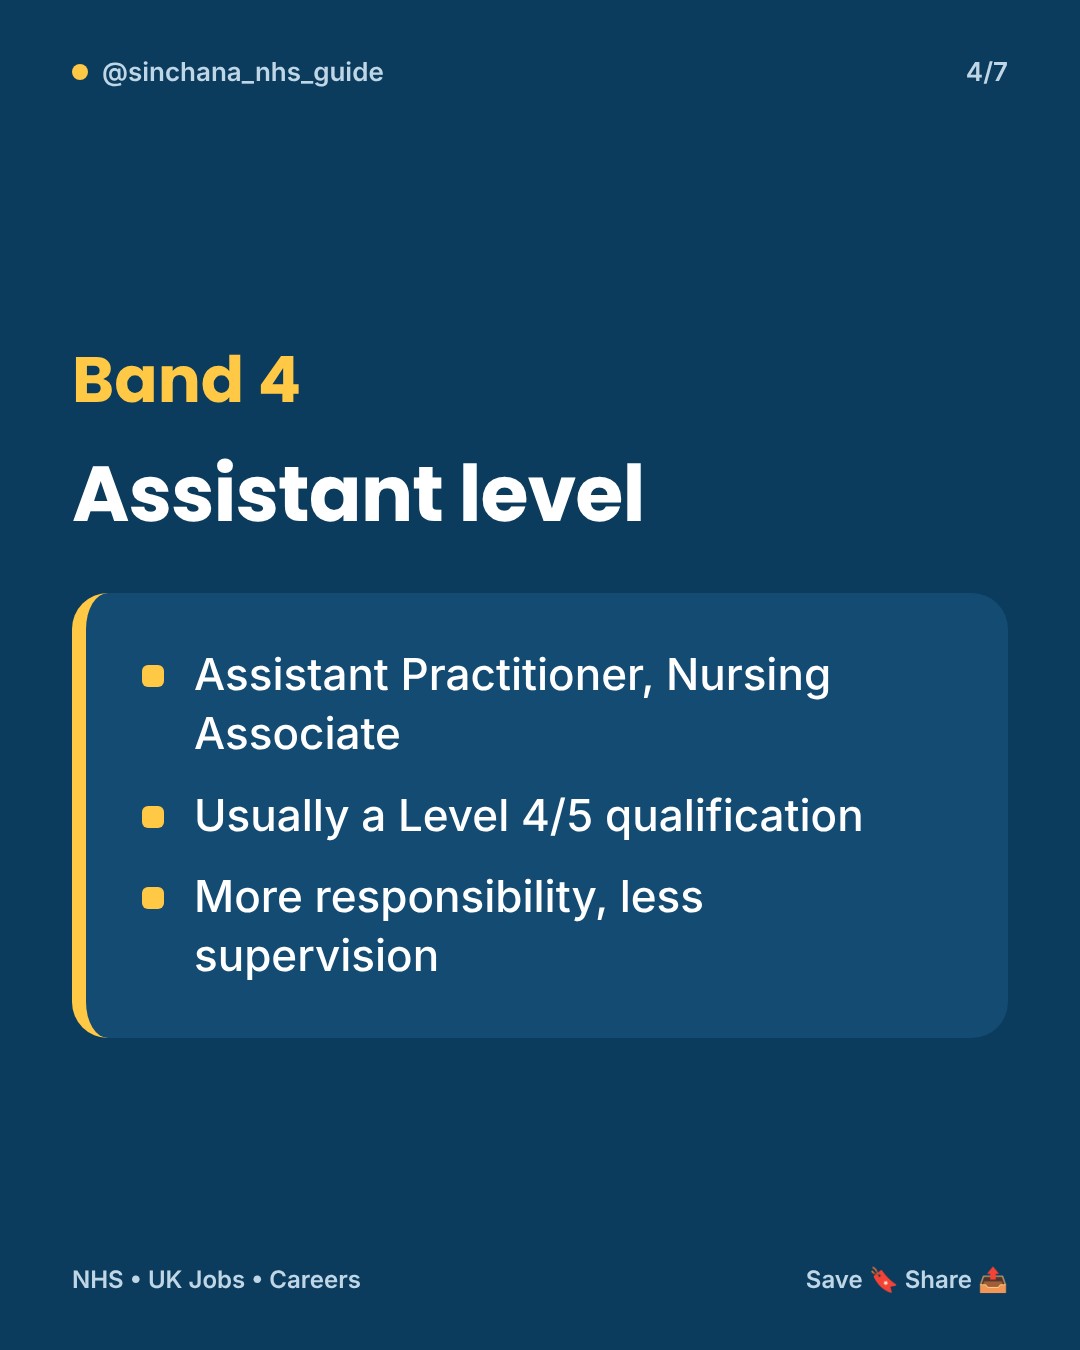 @sinchana_nhs_guide
4/7
Band 4
Assistant level
Assistant Practitioner, Nursing
Associate
Usually a Level 4/5 qualification
More responsibility, less
supervision
NHS • UK Jobs • Careers
Save 🔖 Share 📤